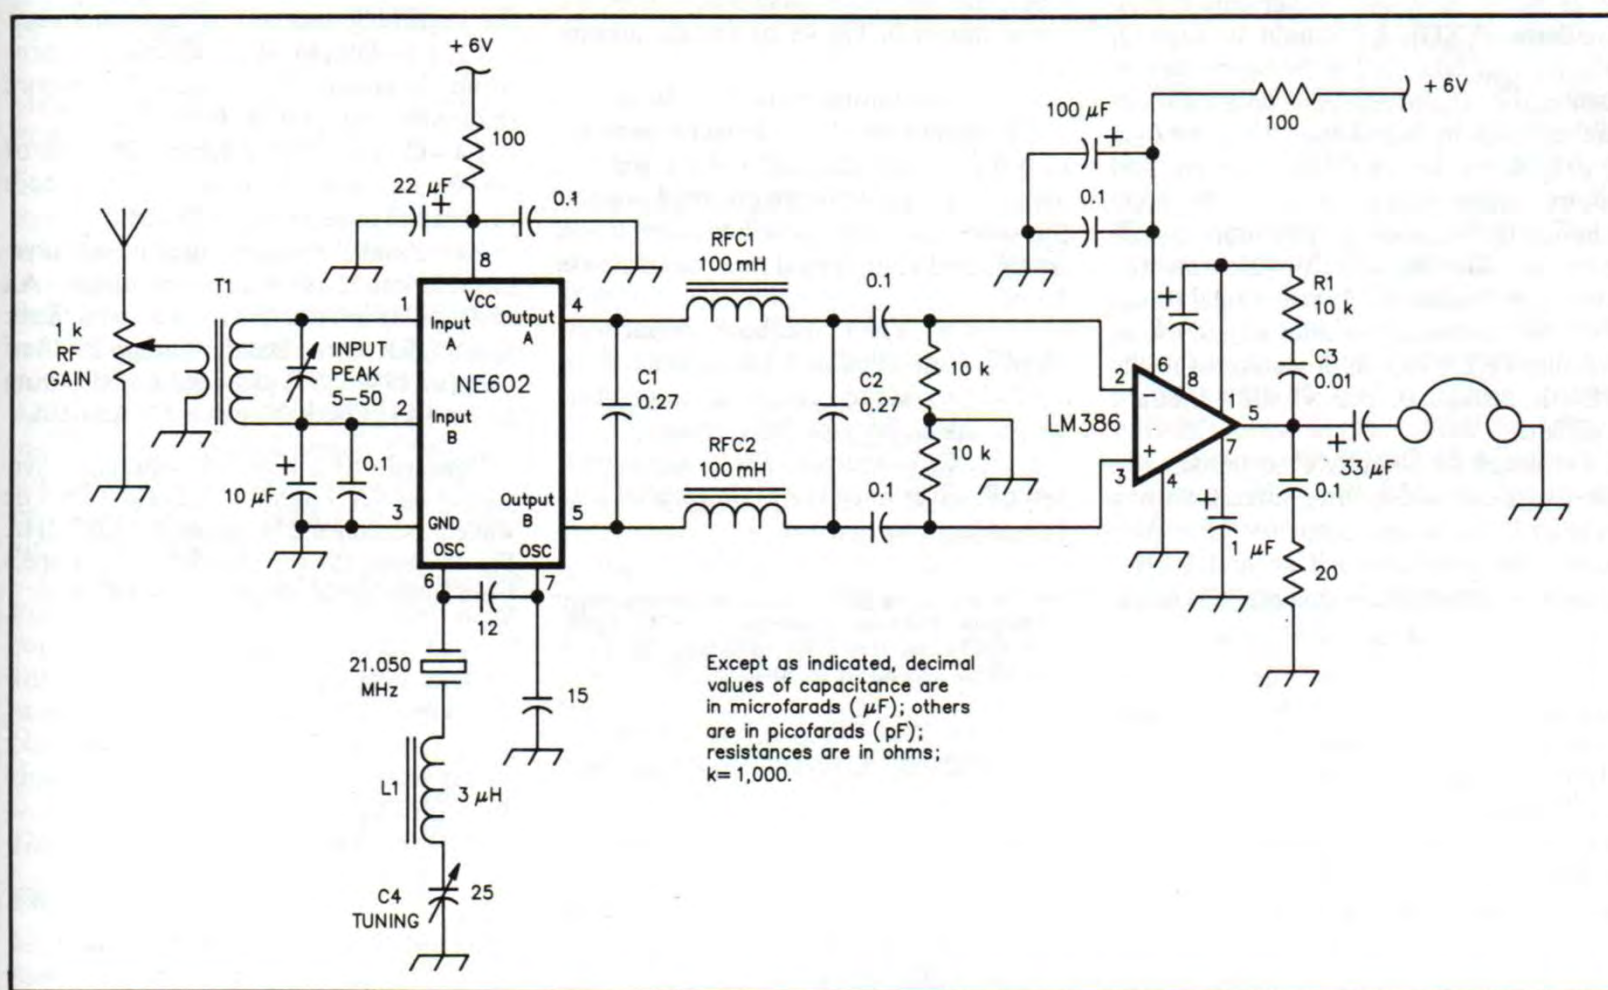 + 6V
100
22 µF
+
0.1
8
VCC
T1
1 k
RF
GAIN
INPUT
PEAK
5-50
1
Input
A
2
Input
B
NE602
Output
A
4
+
10 µF
0.1
3
GND
OSC
6
OSC
7
Output
B
5
12
15
21.050
MHz
L1
3 µH
C4
TUNING
25
RFC1
100 mH
C1
0.27
RFC2
100 mH
C2
0.27
0.1
10 k
10 k
0.1
100 µF
+
0.1
100
+ 6V
+
6
1
8
2
3
+
LM386
4
7
5
+
1 µF
R1
10 k
C3
0.01
+
33µF
0.1
20
Except as indicated, decimal
values of capacitance are
in microfarads ( µF); others
are in picofarads ( pF);
resistances are in ohms;
k= 1,000.